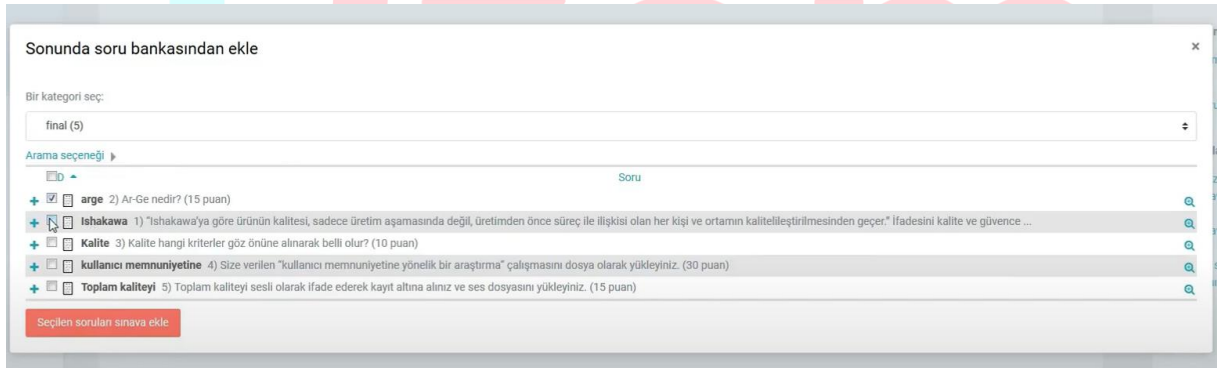 Sonunda soru bankasından ekle
×
Bir kategori seç:
final (5)
Arama seçeneği
D
Soru
arge 2) Ar-Ge nedir? (15 puan)
Ishakawa 1) "Ishakawa'ya göre ürünün kalitesi, sadece üretim aşamasında değil, üretimden önce süreç ile ilişkisi olan her kişi ve ortamın kalitelileştirilmesinden geçer." İfadesini kalite ve güvence ...
Kalite 3) Kalite hangi kriterler göz önüne alınarak belli olur? (10 puan)
kullanıcı memnuniyetine 4) Size verilen "kullanıcı memnuniyetine yönelik bir araştırma" çalışmasını dosya olarak yükleyiniz. (30 puan)
Toplam kaliteyi 5) Toplam kaliteyi sesli olarak ifade ederek kayıt altına alınız ve ses dosyasını yükleyiniz. (15 puan)
Seçilen soruları sınava ekle